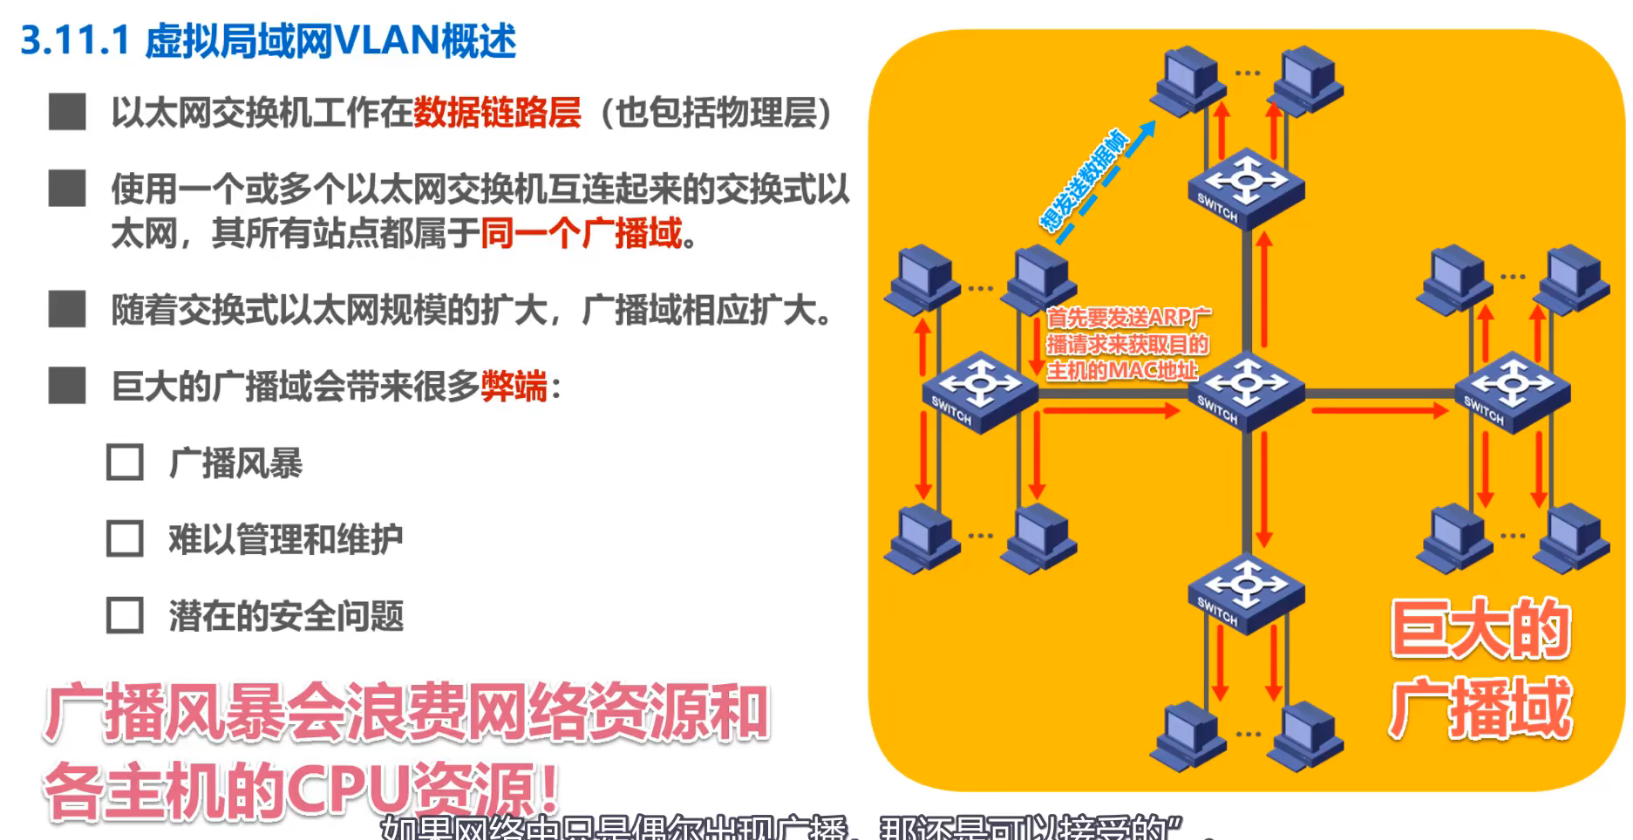 3.11.1 虚拟局域网VLAN概述
以太网交换机工作在数据链路层（也包括物理层）
使用一个或多个以太网交换机互连起来的交换式以
太网，其所有站点都属于同一个广播域。
随着交换式以太网规模的扩大，广播域相应扩大。
巨大的广播域会带来很多弊端：
广播风暴
难以管理和维护
潜在的安全问题
广播风暴会浪费网络资源和
各主机的CPU资源！
想发送数据帧
首先要发送ARP广
播请求来获取目的
主机的MAC地址
SWITCH
SWITCH
SWITCH
SWITCH
SWITCH
巨大的
广播域
如果网络中只是偶尔出现广播，那还是可以接受的”。